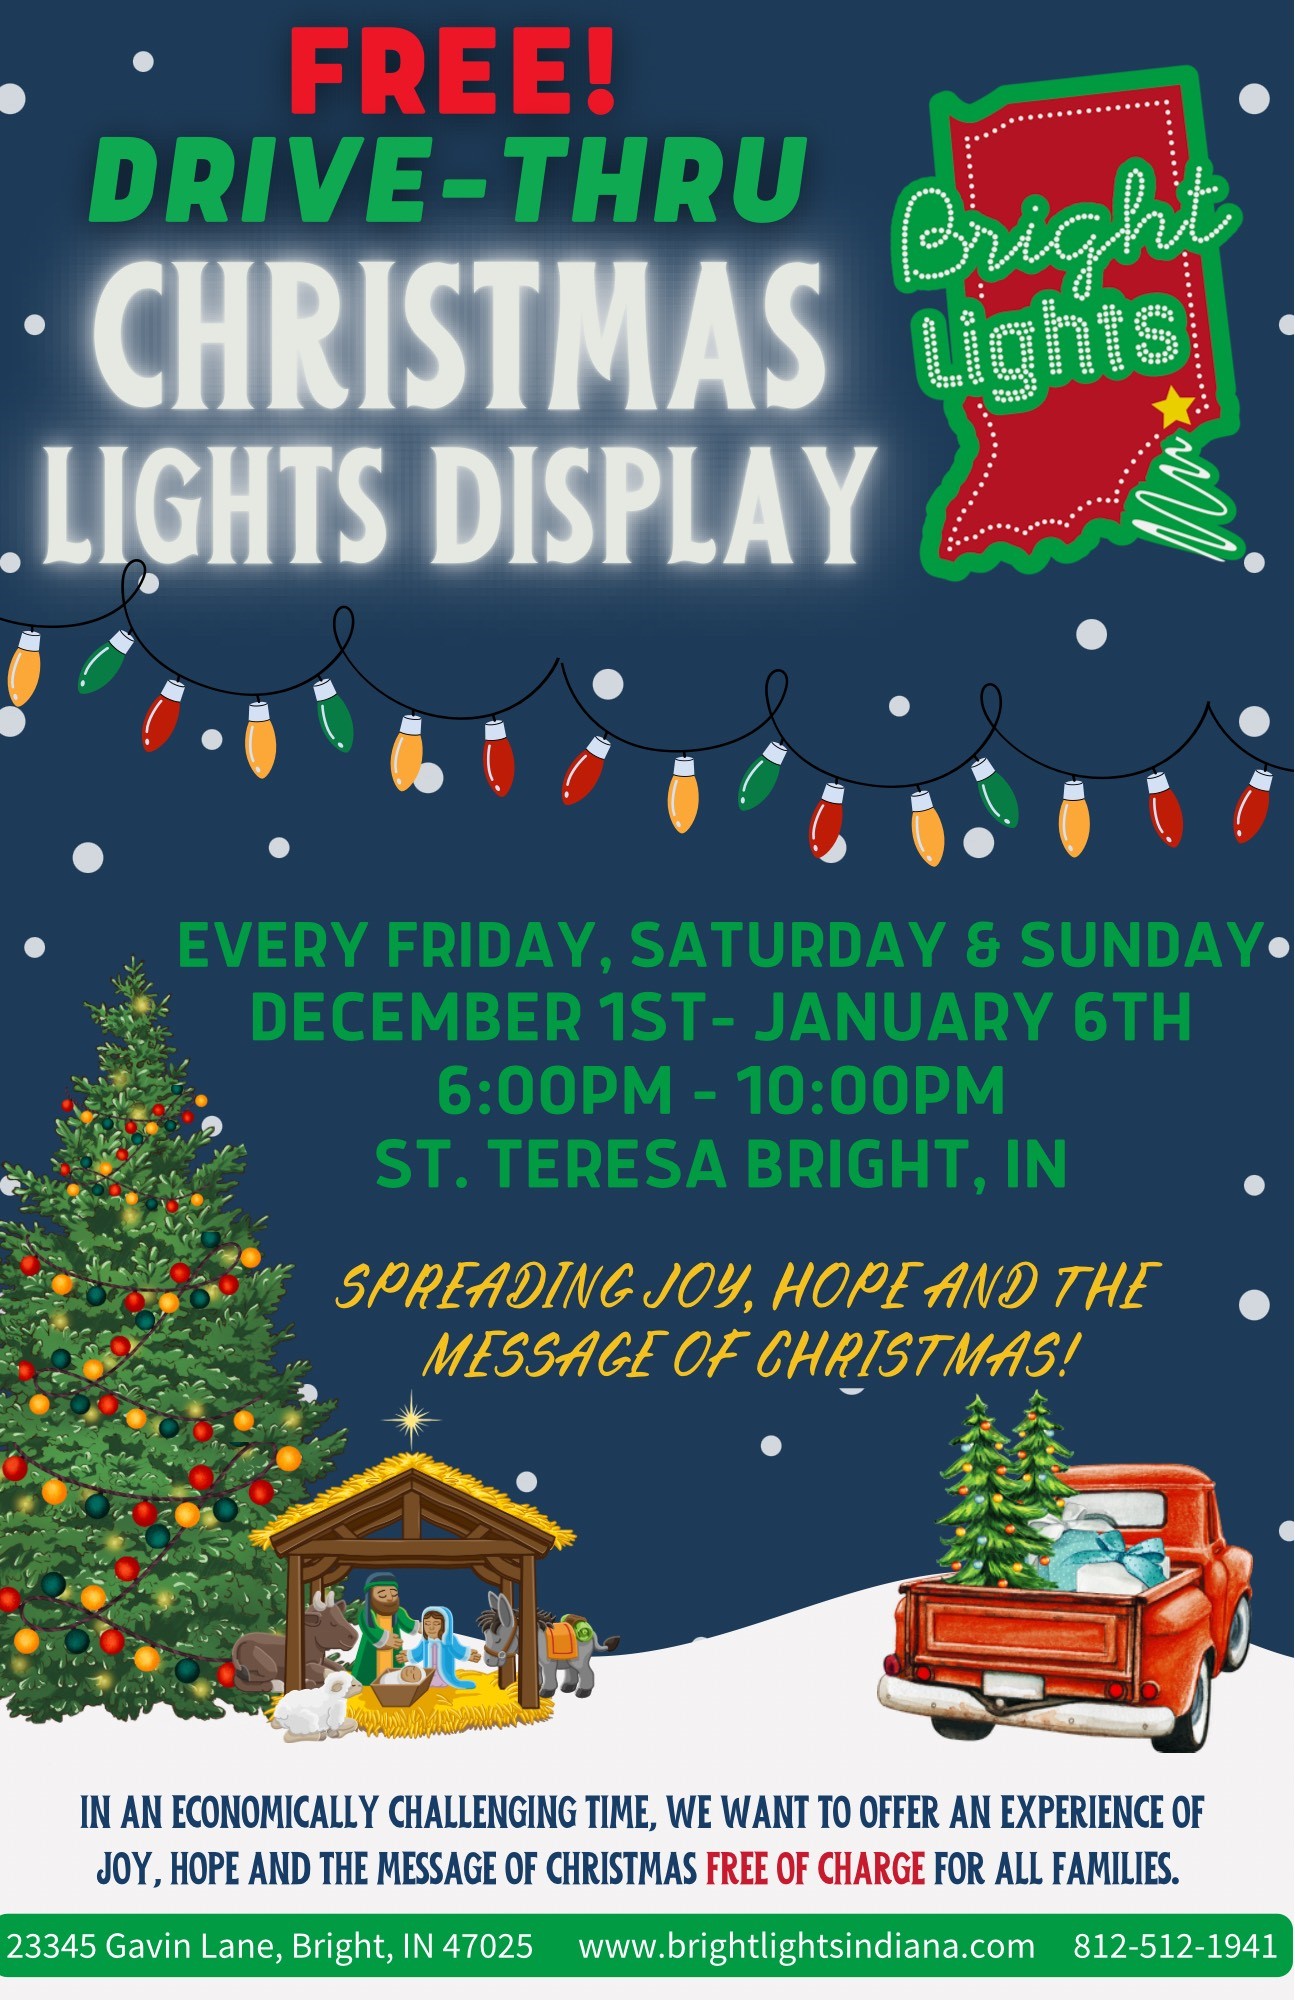 FREE!
DRIVE-THRU
CHRISTMAS
LIGHTS DISPLAY
Bright
Lights
EVERY FRIDAY, SATURDAY & SUNDAY
DECEMBER 1ST- JANUARY 6TH
6:00PM - 10:00PM
ST. TERESA BRIGHT, IN
SPREADING JOY, HOPE AND THE
MESSAGE OF CHRISTMAS!
IN AN ECONOMICALLY CHALLENGING TIME, WE WANT TO OFFER AN EXPERIENCE OF
JOY, HOPE AND THE MESSAGE OF CHRISTMAS FREE OF CHARGE FOR ALL FAMILIES.
23345 Gavin Lane, Bright, IN 47025 www.brightlightsindiana.com 812-512-1941